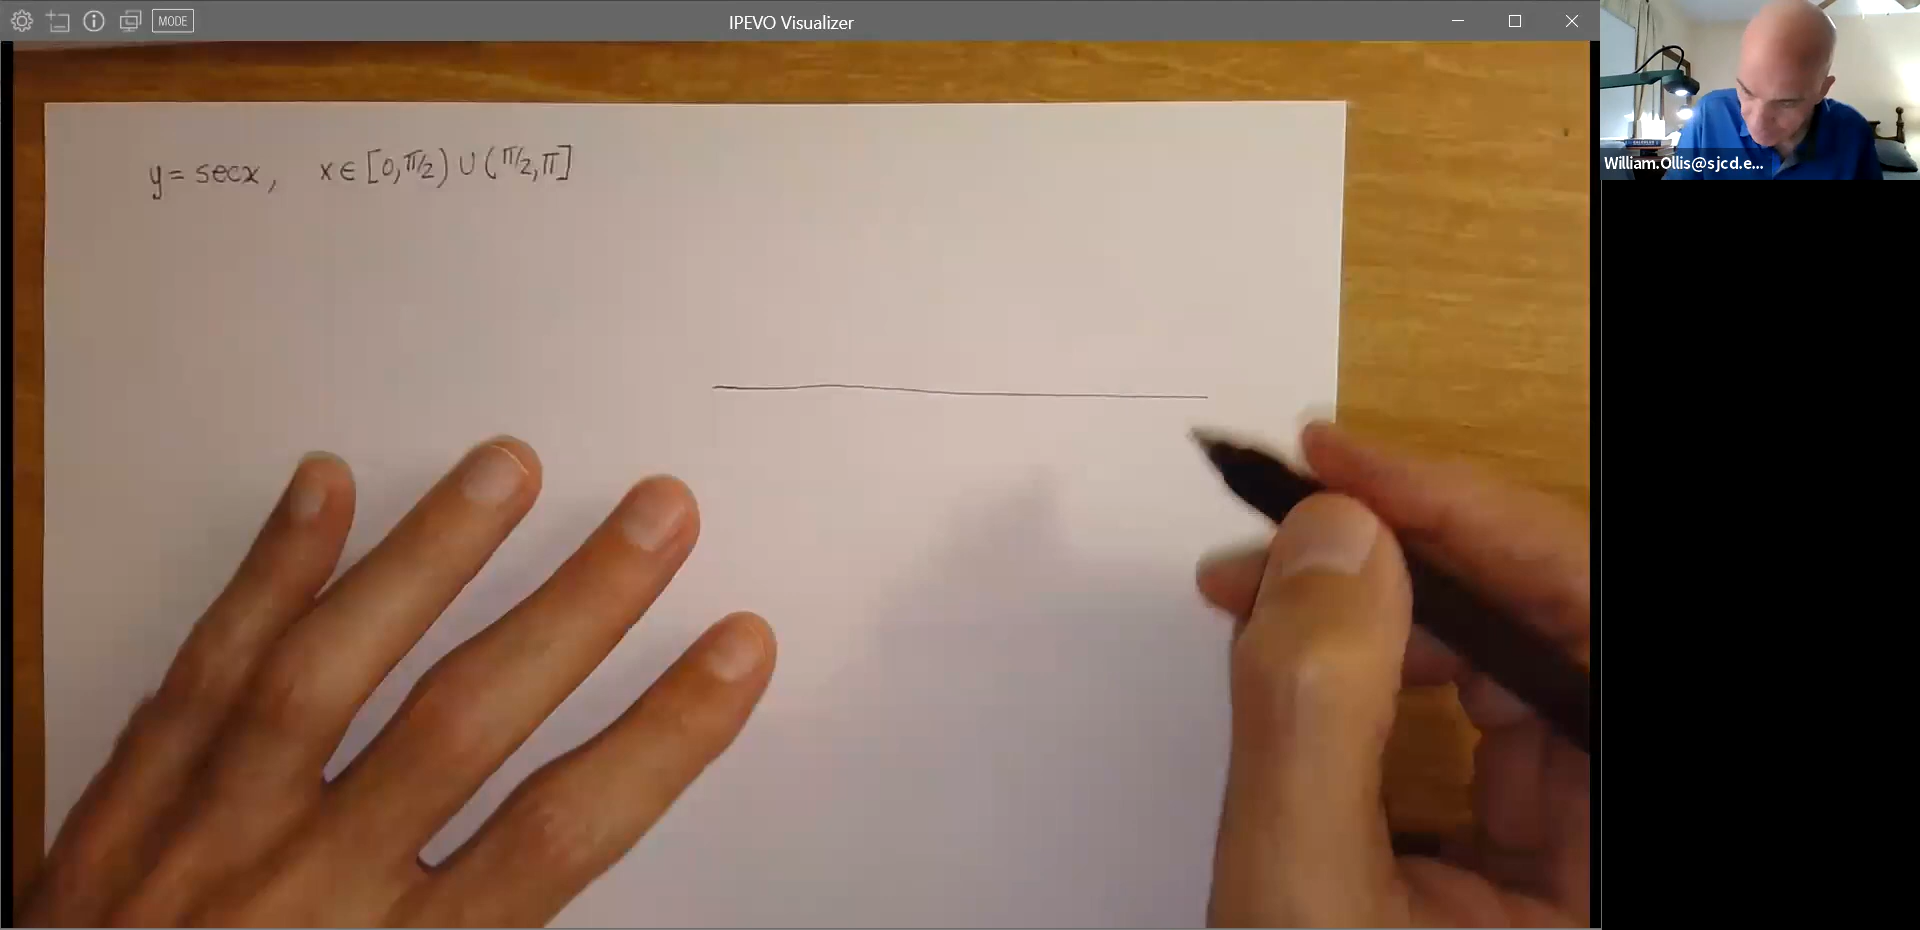 MODE
IPEVO Visualizer
y = secx, x ∈ [0, π/2) ∪ (π/2, π]
William.Ollis@sjcd.e...